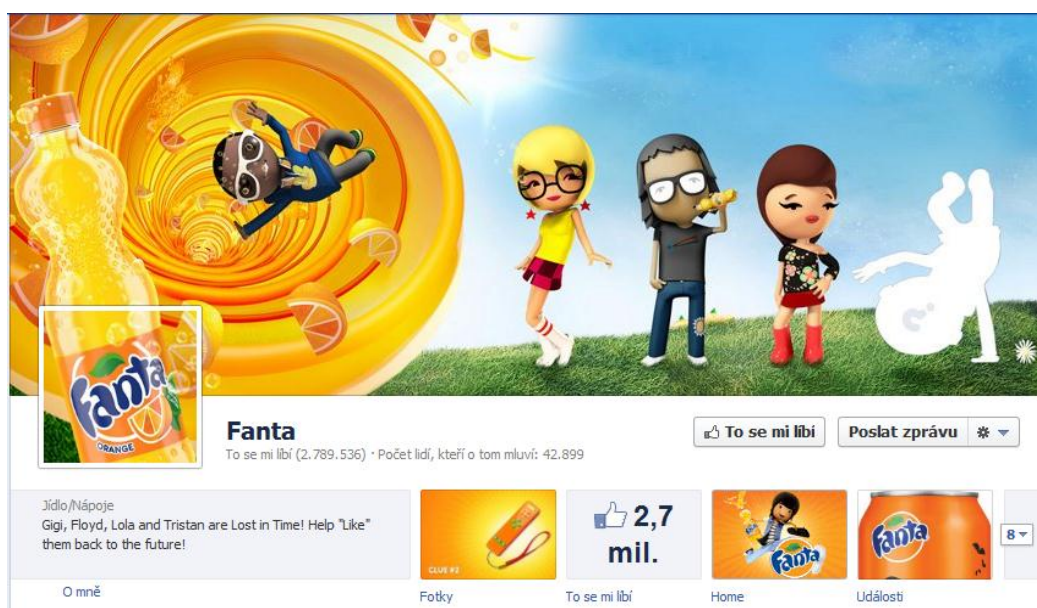 Fanta
ORANGE
Fanta
To se mi líbí (2.789.536) · Počet lidí, kteří o tom mluví: 42.899
To se mi líbí
Poslat zprávu
Jídlo/Nápoje
Gigi, Floyd, Lola and Tristan are Lost in Time! Help "Like"
them back to the future!
O mně
CLUE #2
Fotky
2,7
mil.
To se mi líbí
Fanta
Home
Fanta
Události
8